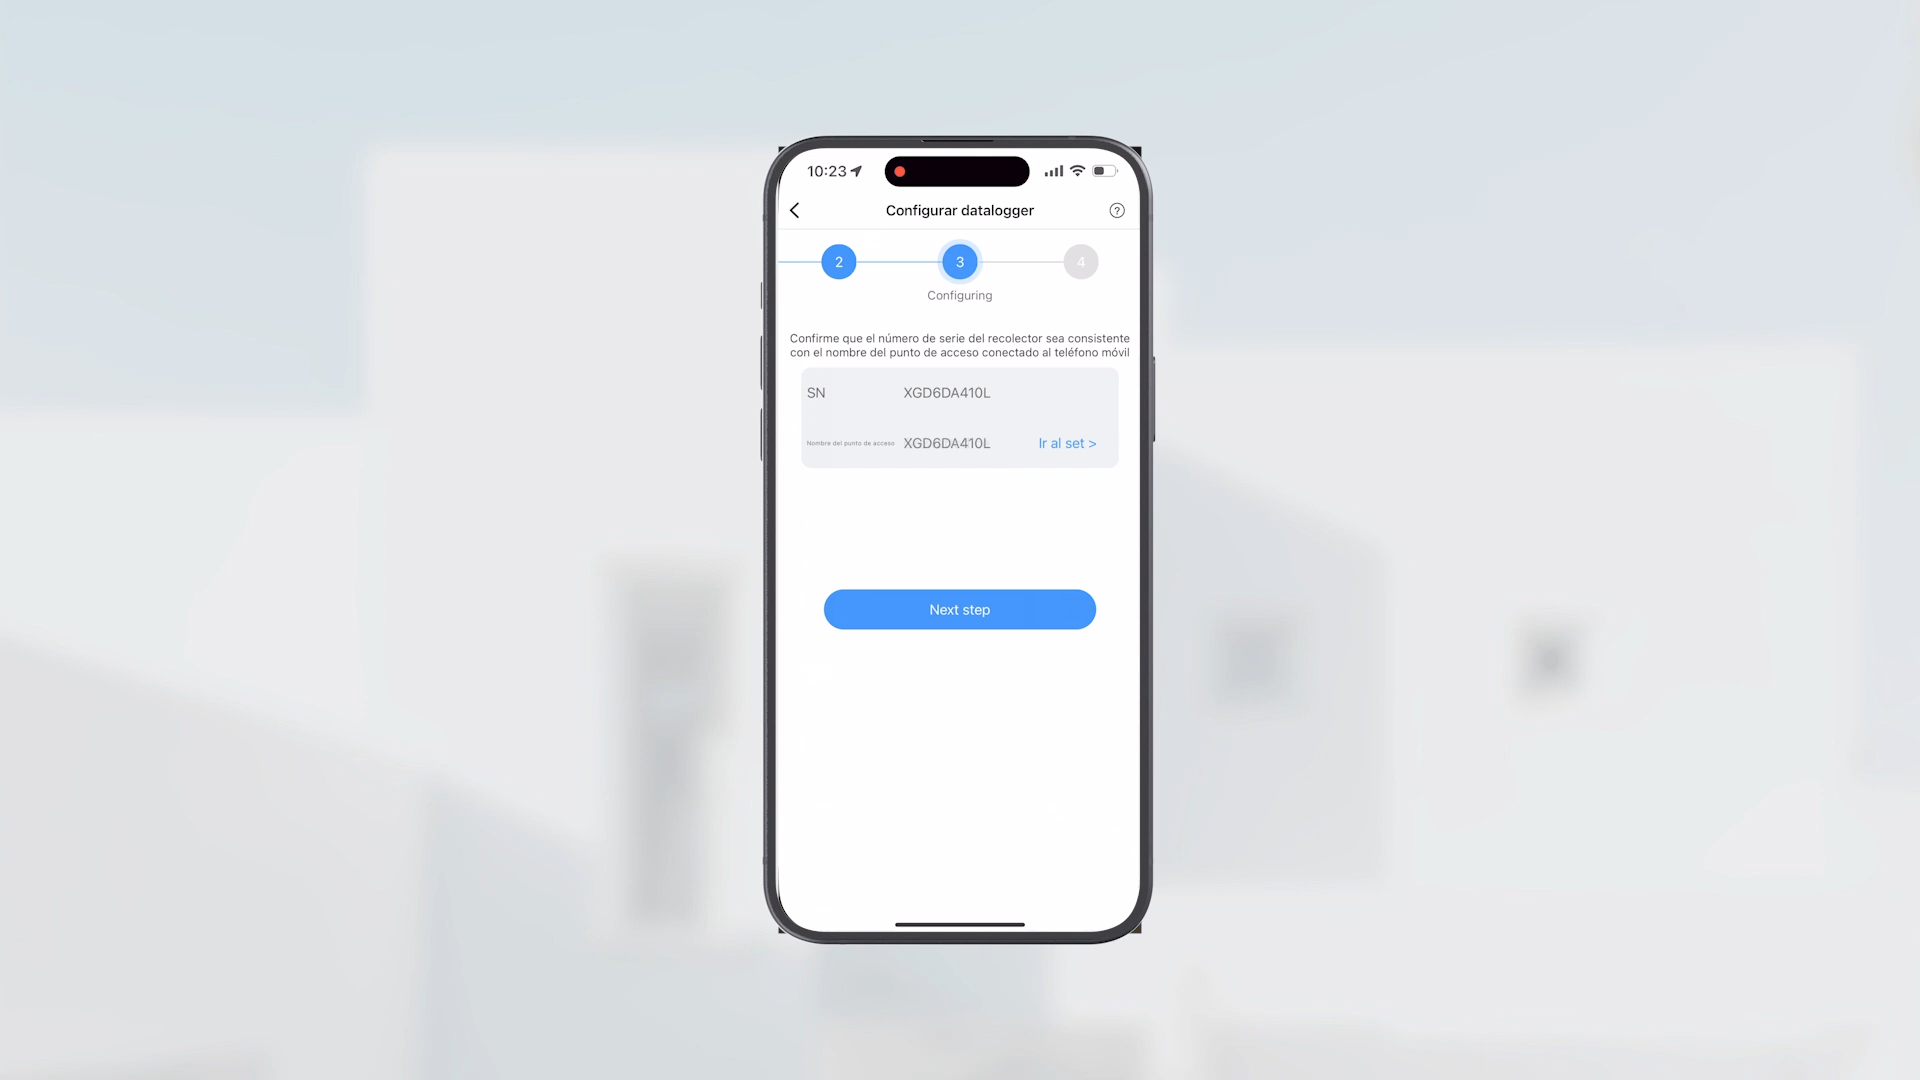 10:23
Configurar datalogger
?
2
3
4
Configuring
Confirme que el número de serie del recolector sea consistente
con el nombre del punto de acceso conectado al teléfono móvil
SN XGD6DA410L
Nombre del punto de acceso XGD6DA410L Ir al set >
Next step